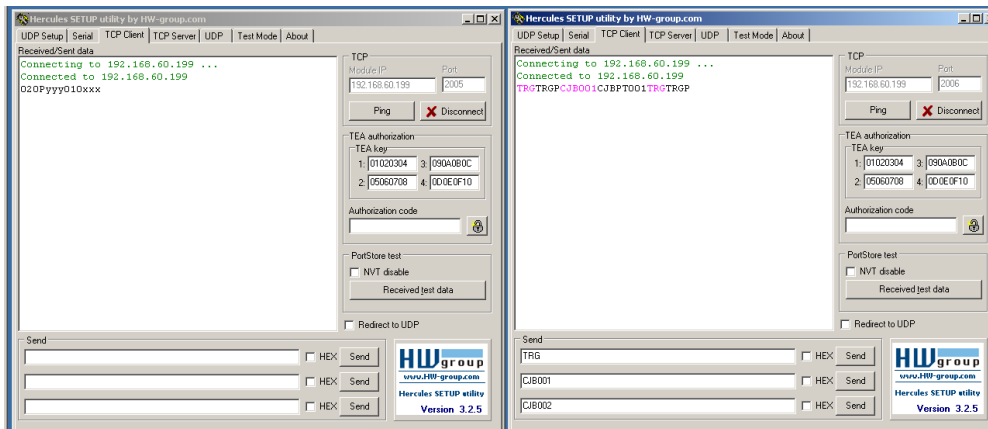 Hercules SETUP utility by HW-group.com
UDP Setup Serial TCP Client TCP Server UDP Test Mode About
Received/Sent data
Connecting to 192.168.60.199 ...
Connected to 192.168.60.199
020Pyyy010xxx
TCP
Module IP Port
192.168.60.199 2005
Ping Disconnect
TEA authorization
TEA key
1: 01020304 3: 090A0B0C
2: 05060708 4: 0D0E0F10
Authorization code
PortStore test
NVT disable
Received test data
Redirect to UDP
Send
HEX Send
HEX Send
HEX Send
HW group
www.HW-group.com
Hercules SETUP utility
Version 3.2.5
Hercules SETUP utility by HW-group.com
UDP Setup Serial TCP Client TCP Server UDP Test Mode About
Received/Sent data
Connecting to 192.168.60.199 ...
Connected to 192.168.60.199
TRGTRGPCJB001CJBPT001TRGTRGP
TCP
Module IP Port
192.168.60.199 2006
Ping Disconnect
TEA authorization
TEA key
1: 01020304 3: 090A0B0C
2: 05060708 4: 0D0E0F10
Authorization code
PortStore test
NVT disable
Received test data
Redirect to UDP
Send
TRG HEX Send
CJB001 HEX Send
CJB002 HEX Send
HW group
www.HW-group.com
Hercules SETUP utility
Version 3.2.5